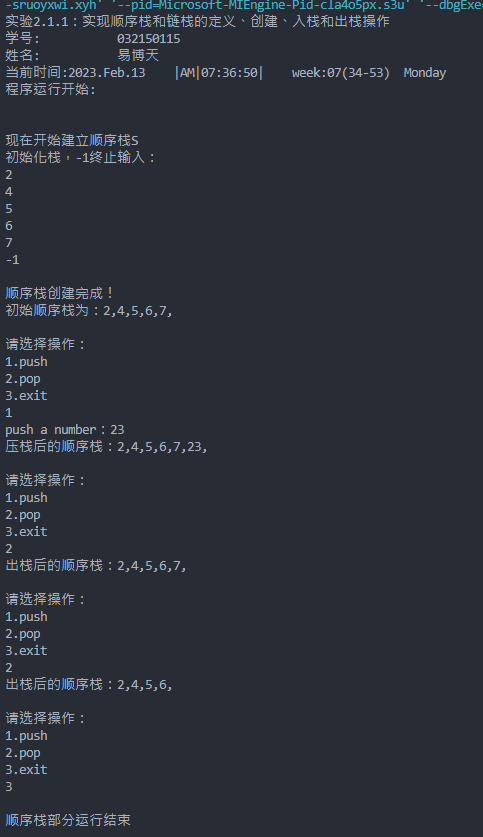 -sruoyxwi.xyh' '--pid=Microsoft-MIEngine-Pid-cla4o5px.s3u' '--dbgExe=
实验2.1.1：实现顺序栈和链栈的定义、创建、入栈和出栈操作
学号: 032150115
姓名: 易博天
当前时间:2023.Feb.13 |AM|07:36:50| week:07(34-53) Monday
程序运行开始:
现在开始建立顺序栈S
初始化栈，-1终止输入：
2
4
5
6
7
-1
顺序栈创建完成！
初始顺序栈为：2,4,5,6,7,
请选择操作：
1.push
2.pop
3.exit
1
push a number：23
压栈后的顺序栈：2,4,5,6,7,23,
请选择操作：
1.push
2.pop
3.exit
2
出栈后的顺序栈：2,4,5,6,7,
请选择操作：
1.push
2.pop
3.exit
2
出栈后的顺序栈：2,4,5,6,
请选择操作：
1.push
2.pop
3.exit
3
顺序栈部分运行结束